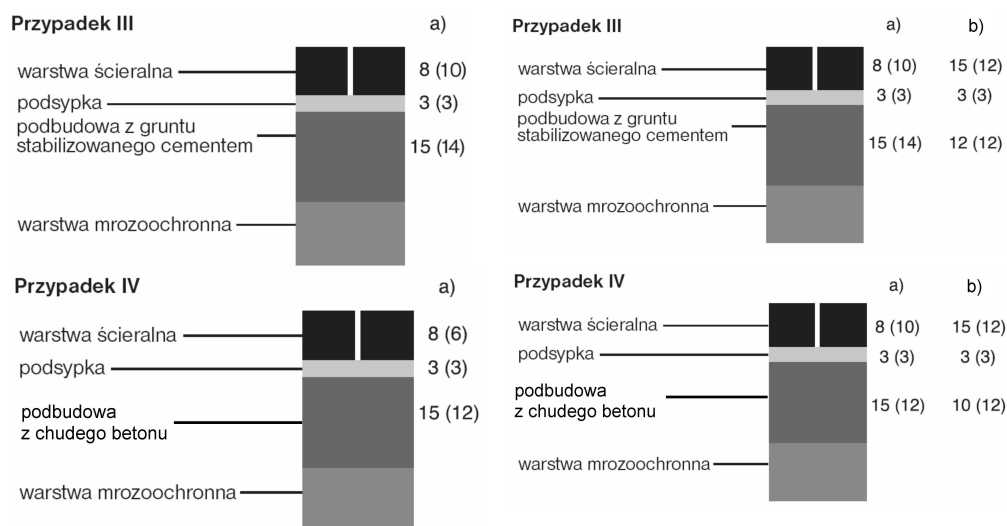 Przypadek III
a)
warstwa ścieralna
8 (10)
podsypka
3 (3)
podbudowa z gruntu
stabilizowanego cementem
15 (14)
warstwa mrozoochronna
Przypadek III
a) b)
warstwa ścieralna
8 (10) 15 (12)
podsypka
3 (3) 3 (3)
podbudowa z gruntu
stabilizowanego cementem
15 (14) 12 (12)
warstwa mrozoochronna
Przypadek IV
a)
warstwa ścieralna
8 (6)
podsypka
3 (3)
podbudowa
z chudego betonu
15 (12)
warstwa mrozoochronna
Przypadek IV
a) b)
warstwa ścieralna
8 (10) 15 (12)
podsypka
3 (3) 3 (3)
podbudowa
z chudego betonu
15 (12) 10 (12)
warstwa mrozoochronna